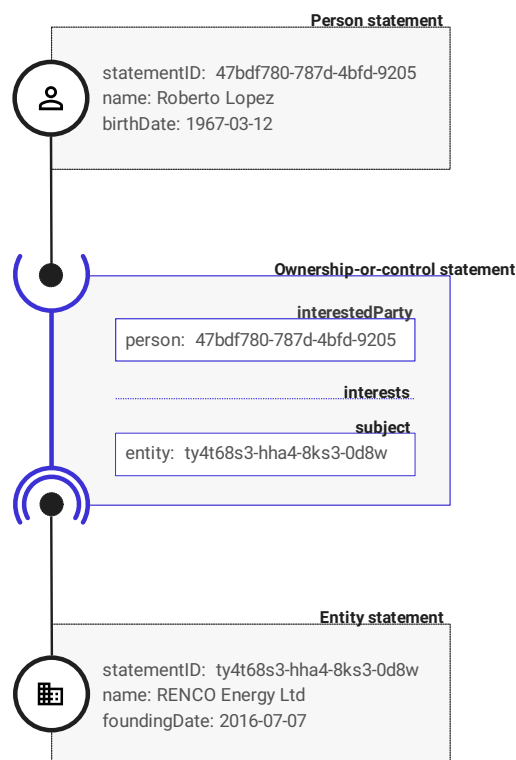 Person statement
statementID: 47bdf780-787d-4bfd-9205
name: Roberto Lopez
birthDate: 1967-03-12
Ownership-or-control statement
interestedParty
person: 47bdf780-787d-4bfd-9205
interests
subject
entity: ty4t68s3-hha4-8ks3-0d8w
Entity statement
statementID: ty4t68s3-hha4-8ks3-0d8w
name: RENCO Energy Ltd
foundingDate: 2016-07-07